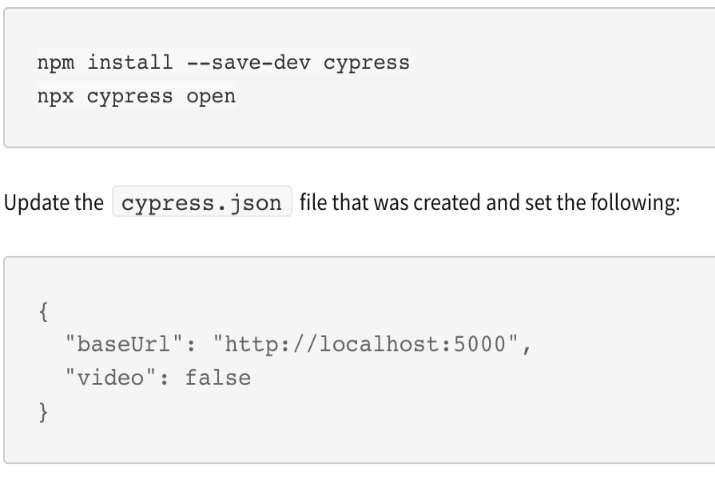 npm install --save-dev cypress
npx cypress open
Update the cypress.json file that was created and set the following:
{
"baseUrl": "http://localhost:5000",
"video": false
}